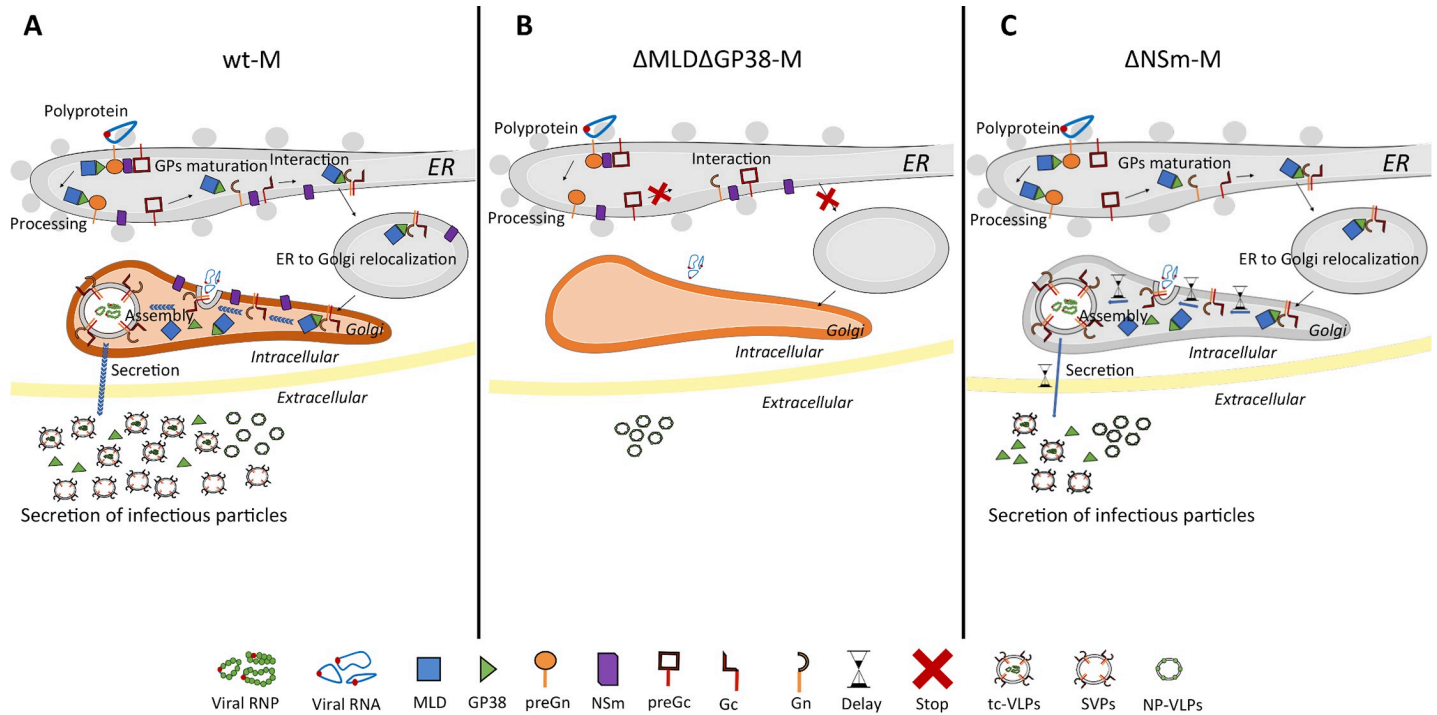 A
wt-M
Polyprotein
GPs maturation
Interaction
ER
Processing
ER to Golgi relocalization
Assembly
Golgi
Intracellular
Secretion
Extracellular
Secretion of infectious particles
B
ΔMLDΔGP38-M
Polyprotein
Interaction
ER
Processing
Golgi
Intracellular
Extracellular
C
ΔNSm-M
Polyprotein
GPs maturation
ER
Processing
ER to Golgi relocalization
Assembly
Golgi
Intracellular
Secretion
Extracellular
Secretion of infectious particles
Viral RNP
Viral RNA
MLD
GP38
preGn
NSm
preGc
Gc
Gn
Delay
Stop
tc-VLPs
SVPs
NP-VLPs